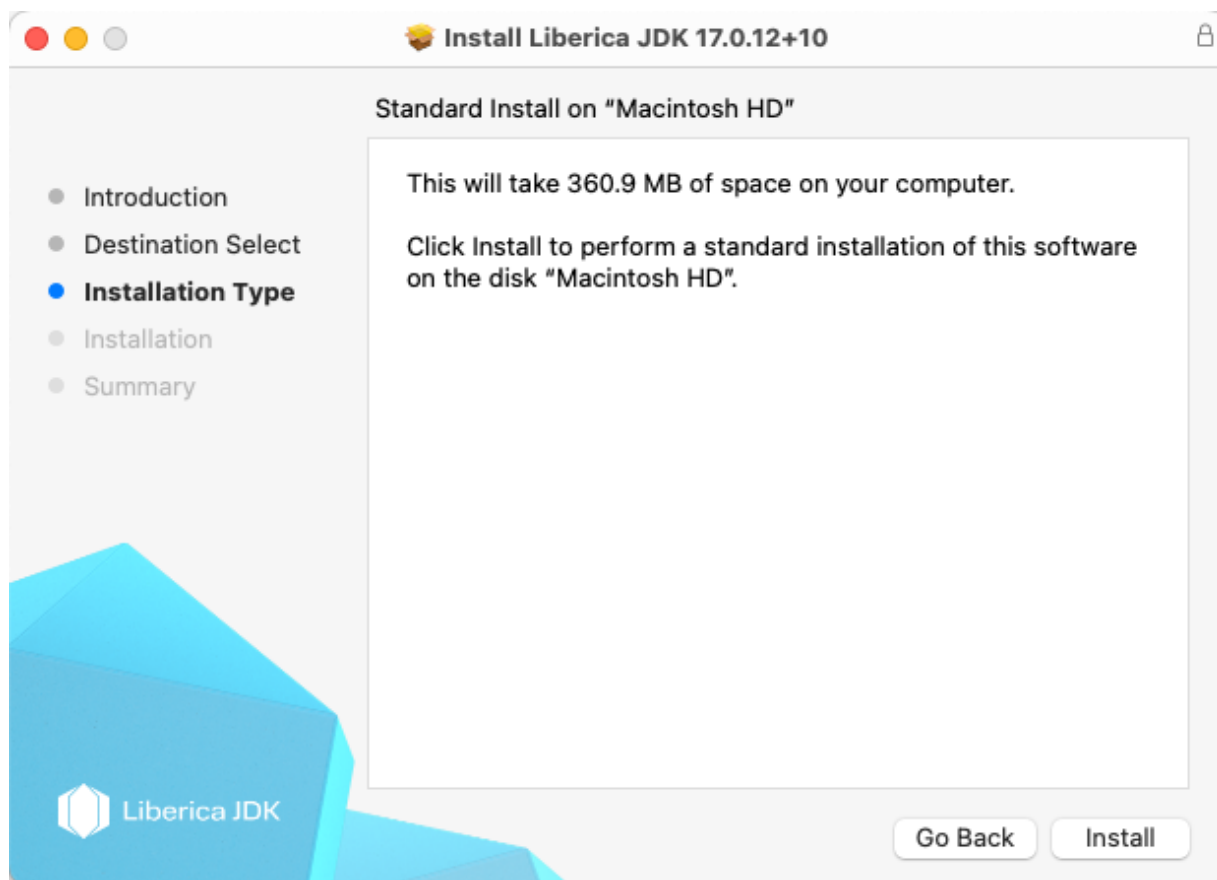 Install Liberica JDK 17.0.12+10
Standard Install on “Macintosh HD”
Introduction
Destination Select
Installation Type
Installation
Summary
This will take 360.9 MB of space on your computer.
Click Install to perform a standard installation of this software
on the disk “Macintosh HD”.
Liberica JDK
Go Back
Install